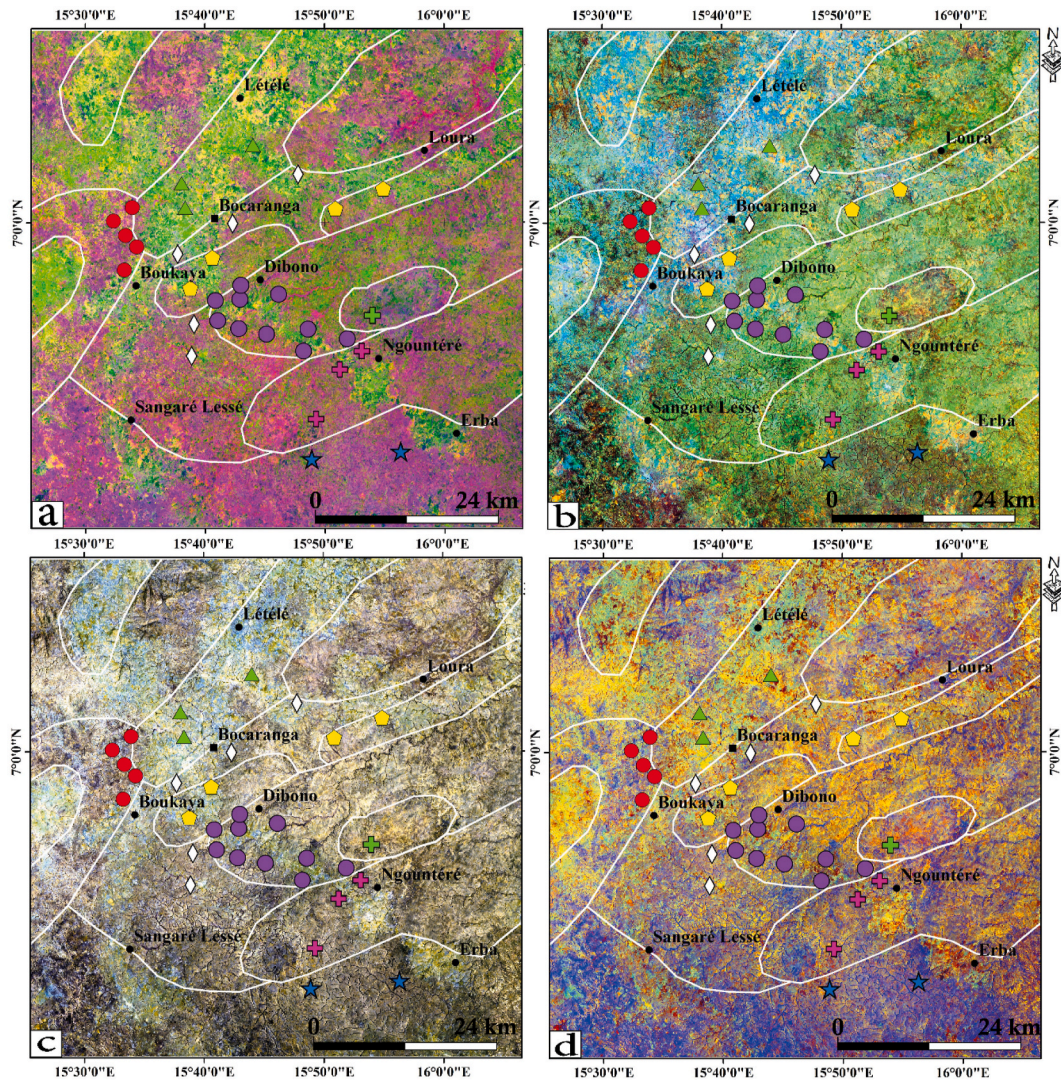 15°30'0"E 15°40'0"E 15°50'0"E 16°0'0"E 15°30'0"E 15°40'0"E 15°50'0"E 16°0'0"E
N
Lételé Lételé
Loura Loura
7°0'0"N Bocaranga Bocaranga 7°0'0"N
Boukaya Dibono Boukaya Dibono
Ngountéré Ngountéré
Sangaré Lessé Erba Sangaré Lessé Erba
0 24 km 0 24 km
a b
15°30'0"E 15°40'0"E 15°50'0"E 16°0'0"E 15°30'0"E 15°40'0"E 15°50'0"E 16°0'0"E
N
Lételé Lételé
Loura Loura
7°0'0"N Bocaranga Bocaranga 7°0'0"N
Boukaya Dibono Boukaya Dibono
Ngountéré Ngountéré
Sangaré Lessé Erba Sangaré Lessé Erba
0 24 km 0 24 km
c d
15°30'0"E 15°40'0"E 15°50'0"E 16°0'0"E 15°30'0"E 15°40'0"E 15°50'0"E 16°0'0"E